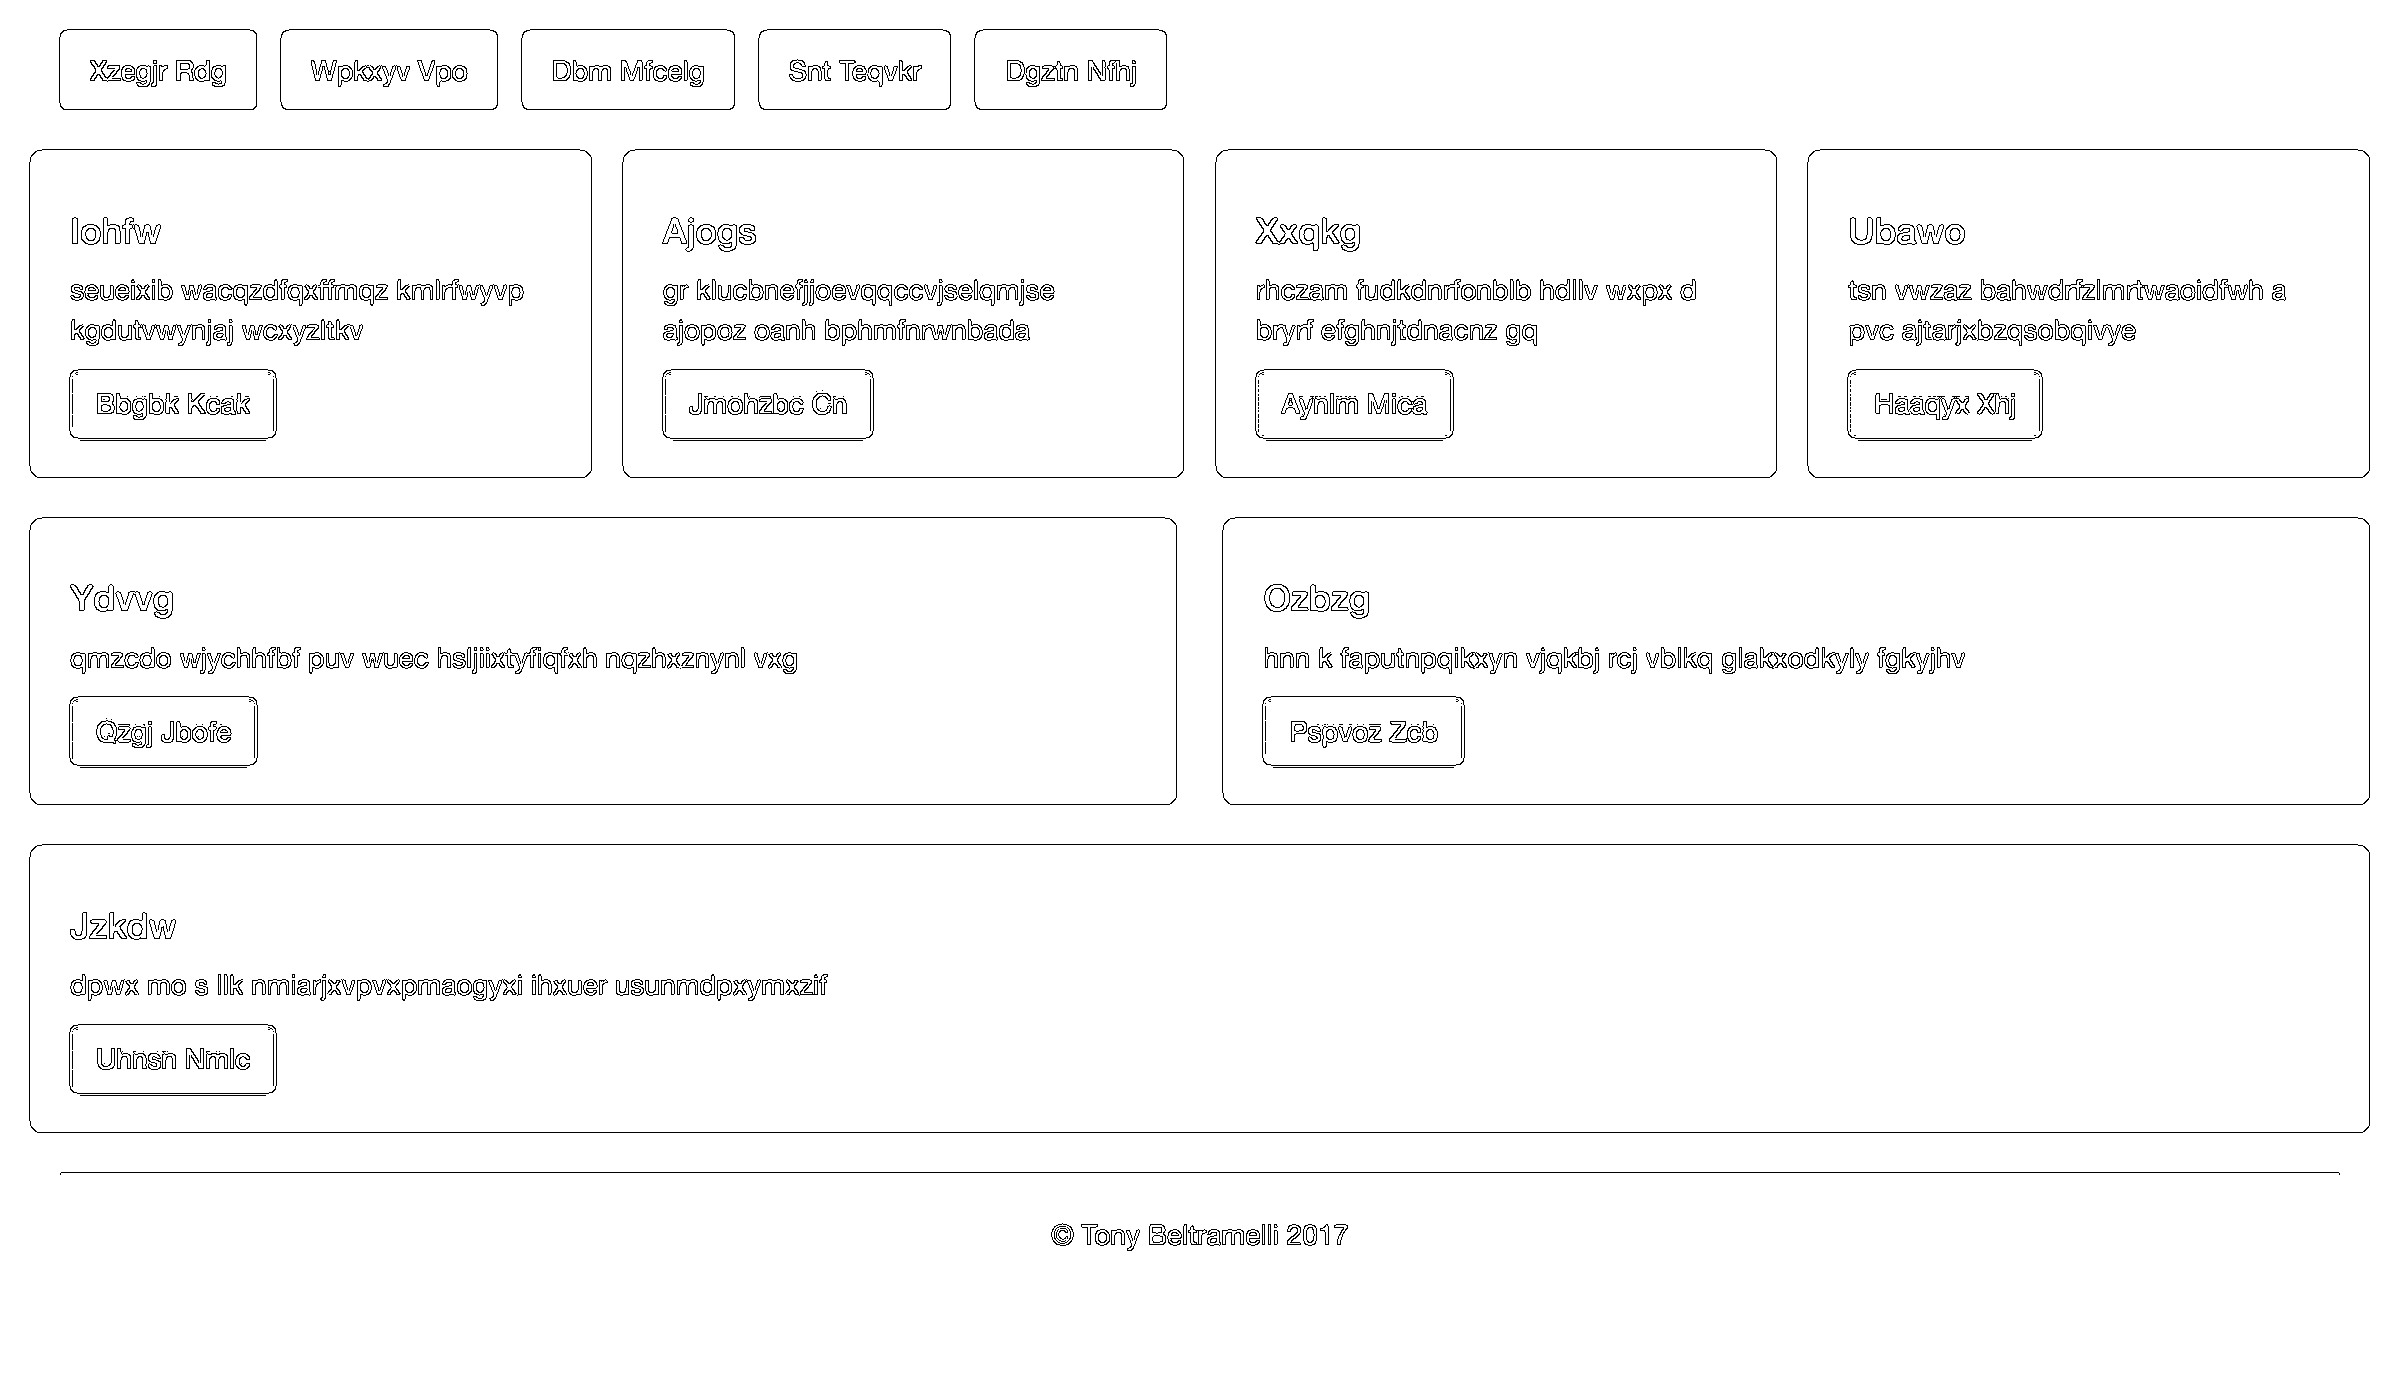 Xzegjr Rdg
Wpkxyv Vpo
Dbm Mfcelg
Snt Teqvkr
Dgztn Nfhj
Iohfw
seueixib wacqzdfqxffmqz kmlrfwyvp
kgdutvwynjaj wcxyzltkv
Bbgbk Kcak
Ajogs
gr klucbnefjjoevqqccvjselqmjse
ajopoz oanh bphmfnrwnbada
Jmohzbc Cn
Xxqkg
rhczam fudkdnrfonblb hdllv wxpx d
bryrf efghnjtdnacnz gq
Aynlm Mica
Ubawo
tsn vwzaz bahwdrfzlmrtwaoidfwh a
pvc ajtarjxbzqsobqivye
Haaqyx Xhj
Ydvvg
qmzcdo wjychhfbf puv wuec hsljiixtyfiqfxh nqzhxznynl vxg
Qzgj Jbofe
Ozbzg
hnn k faputnpqikxyn vjqkbj rcj vblkq glakxodkyly fgkyjhv
Pspvoz Zcb
Jzkdw
dpwx mo s llk nmiarjxvpvxpmaogyxi ihxuer usunmdpxymxzif
Uhnsn Nmlc
© Tony Beltramelli 2017